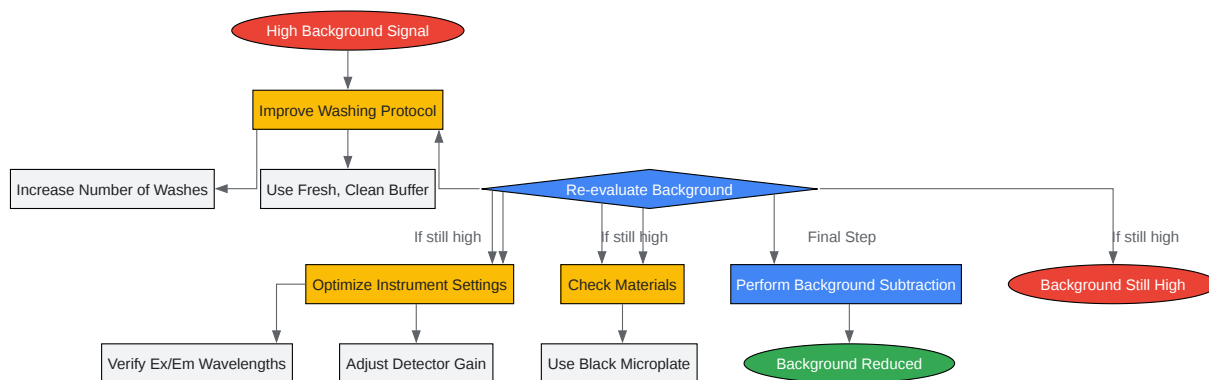 High Background Signal
Improve Washing Protocol
Increase Number of Washes
Use Fresh, Clean Buffer
Re-evaluate Background
If still high
If still high
Final Step
If still high
Optimize Instrument Settings
Check Materials
Perform Background Subtraction
Background Still High
Verify Ex/Em Wavelengths
Adjust Detector Gain
Use Black Microplate
Background Reduced